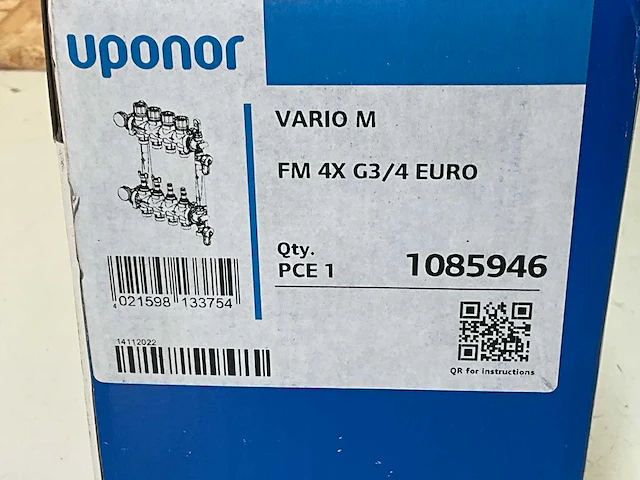 uponor
VARIO M
FM 4X G3/4 EURO
Qty.
PCE 1
1085946
4 021598 133754
14112022
QR for instructions